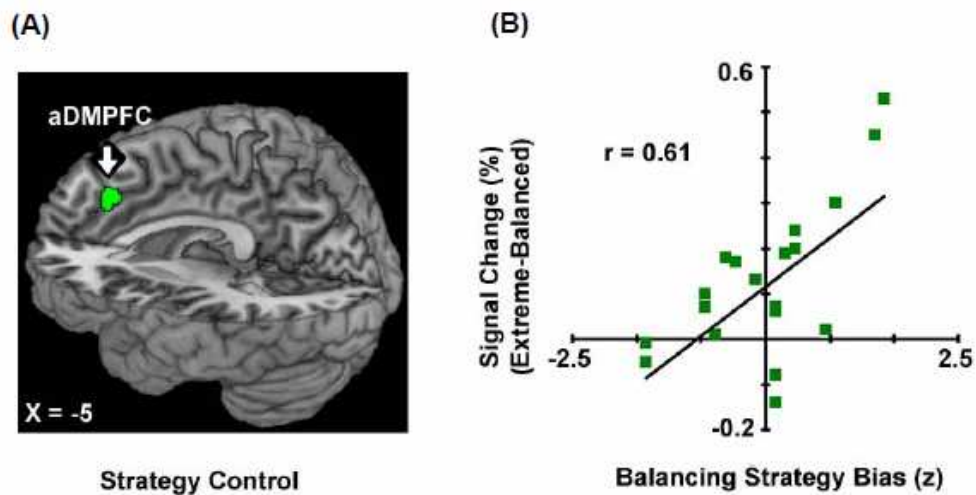 (A)
aDMPFC
X = -5
Strategy Control
(B)
0.6
r = 0.61
Signal Change (%)
(Extreme-Balanced)
-2.5
2.5
-0.2
Balancing Strategy Bias (z)